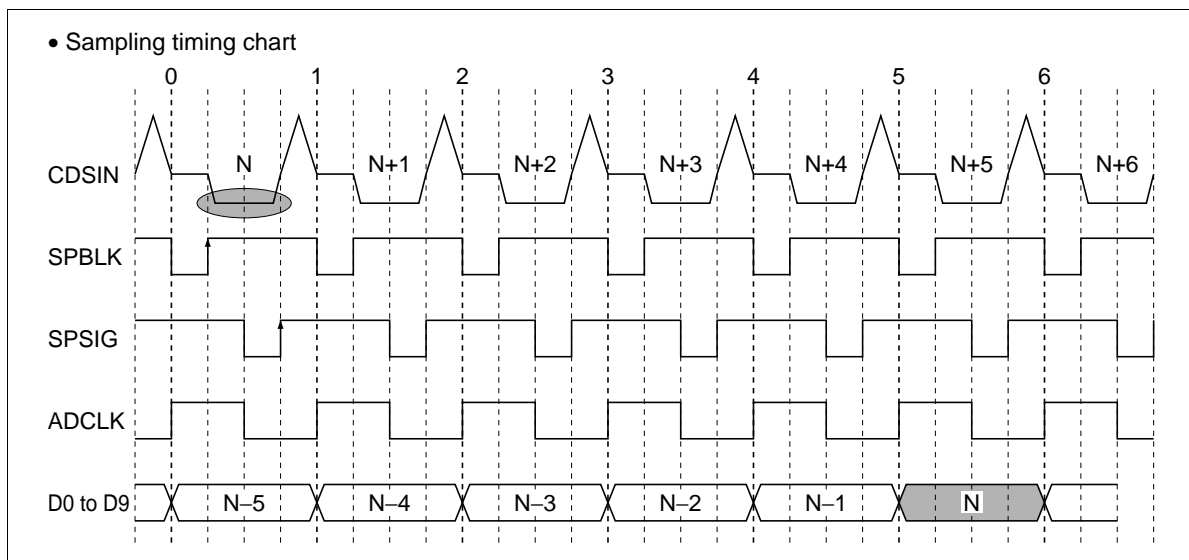 • Sampling timing chart
0 1 2 3 4 5 6
CDSIN N N+1 N+2 N+3 N+4 N+5 N+6
SPBLK
SPSIG
ADCLK
D0 to D9 N–5 N–4 N–3 N–2 N–1 N